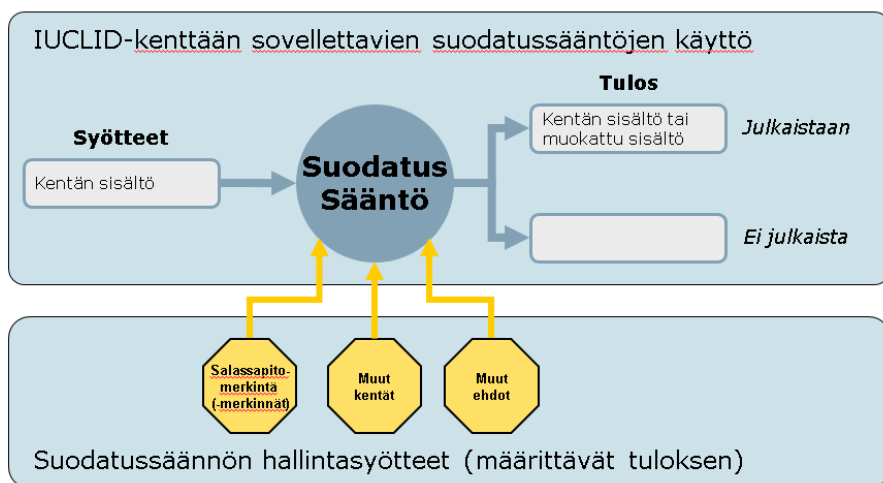 IUCLID-kenttään sovellettavien suodatussääntöjen käyttö
Tulos
Syötteet
Kentän sisältö
Suodatus
Sääntö
Kentän sisältö tai
muokattu sisältö
Julkaistaan
Ei julkaista
Salassapito-
merkintä
(-merkinnät)
Muut
kentät
Muut
ehdot
Suodatussäännön hallintasyötteet (määrittävät tuloksen)